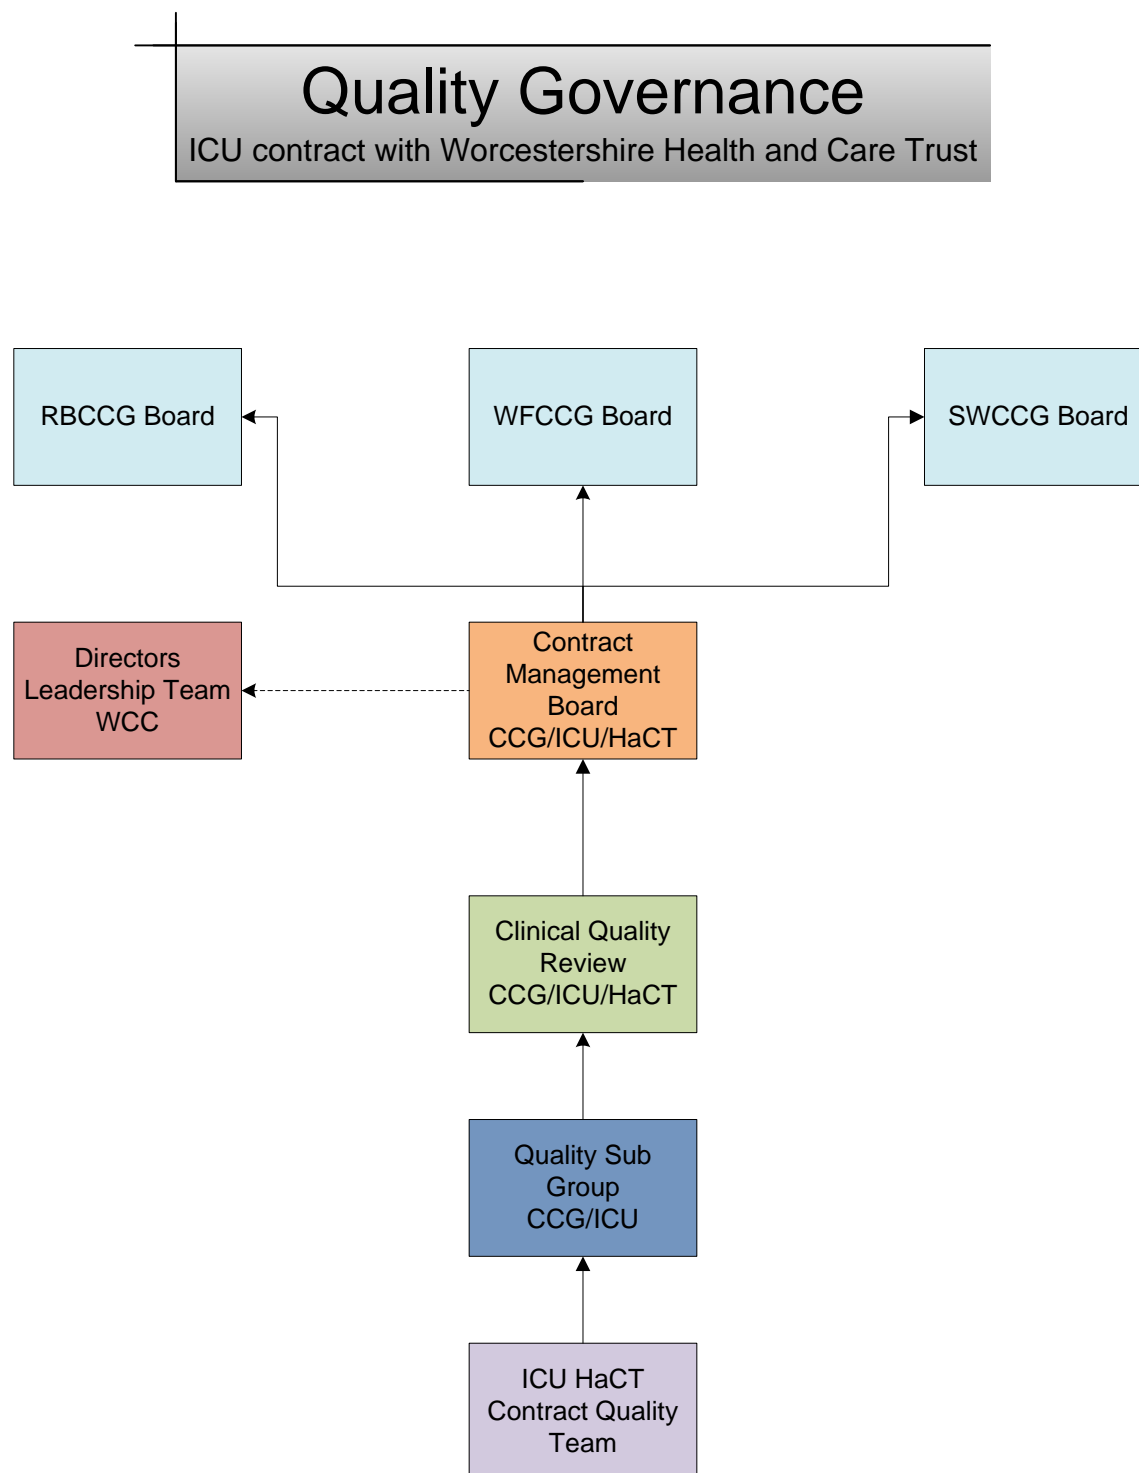 Quality Governance
ICU contract with Worcestershire Health and Care Trust
RBCCG Board
WFCCG Board
SWCCG Board
Directors
Leadership Team
WCC
Contract
Management
Board
CCG/ICU/HaCT
Clinical Quality
Review
CCG/ICU/HaCT
Quality Sub
Group
CCG/ICU
ICU HaCT
Contract Quality
Team